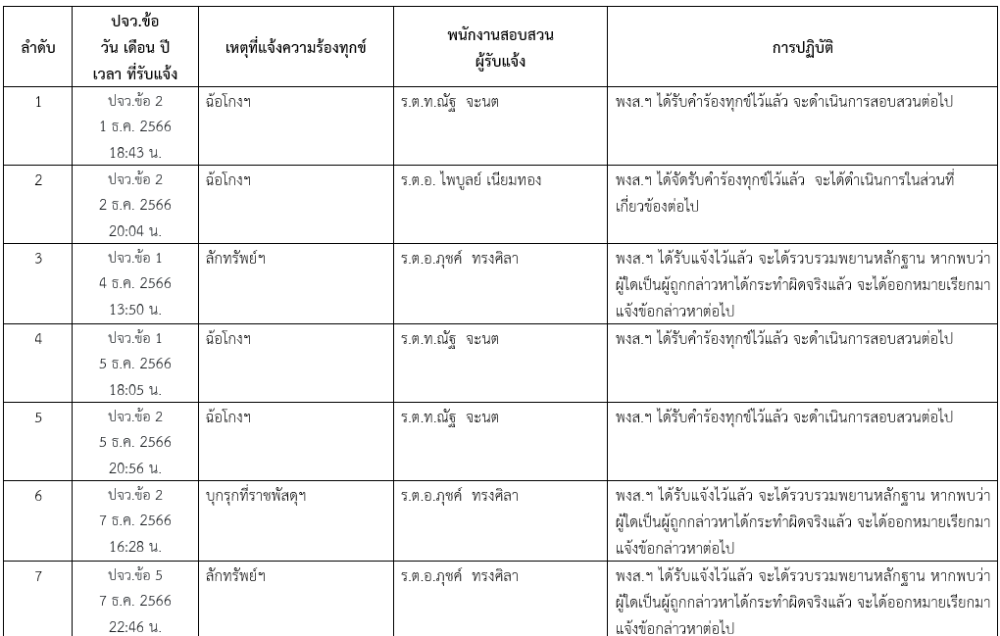 ลำดับ
ปจว.ข้อ
วัน เดือน ปี
เวลา ที่รับแจ้ง
เหตุที่แจ้งความร้องทุกข์
พนักงานสอบสวน
ผู้รับแจ้ง
การปฏิบัติ
1
ปจว.ข้อ 2
1 ธ.ค. 2566
18:43 น.
ฉ้อโกงฯ
ร.ต.ท.ณัฐ จะนต
พงส.ฯ ได้รับคำร้องทุกข์ไว้แล้ว จะดำเนินการสอบสวนต่อไป
2
ปจว.ข้อ 2
2 ธ.ค. 2566
20:04 น.
ฉ้อโกงฯ
ร.ต.อ. ไพบูลย์ เนียมทอง
พงส.ฯ ได้จัดรับคำร้องทุกข์ไว้แล้ว จะได้ดำเนินการในส่วนที่
เกี่ยวข้องต่อไป
3
ปจว.ข้อ 1
4 ธ.ค. 2566
13:50 น.
ลักทรัพย์ฯ
ร.ต.อ.ภุชค์ ทรงศิลา
พงส.ฯ ได้รับแจ้งไว้แล้ว จะได้รวบรวมพยานหลักฐาน หากพบว่า
ผู้ใดเป็นผู้ถูกกล่าวหาได้กระทำผิดจริงแล้ว จะได้ออกหมายเรียกมา
แจ้งข้อกล่าวหาต่อไป
4
ปจว.ข้อ 1
5 ธ.ค. 2566
18:05 น.
ฉ้อโกงฯ
ร.ต.ท.ณัฐ จะนต
พงส.ฯ ได้รับคำร้องทุกข์ไว้แล้ว จะดำเนินการสอบสวนต่อไป
5
ปจว.ข้อ 2
5 ธ.ค. 2566
20:56 น.
ฉ้อโกงฯ
ร.ต.ท.ณัฐ จะนต
พงส.ฯ ได้รับคำร้องทุกข์ไว้แล้ว จะดำเนินการสอบสวนต่อไป
6
ปจว.ข้อ 2
7 ธ.ค. 2566
16:28 น.
บุกรุกที่ราชพัสดุฯ
ร.ต.อ.ภุชค์ ทรงศิลา
พงส.ฯ ได้รับแจ้งไว้แล้ว จะได้รวบรวมพยานหลักฐาน หากพบว่า
ผู้ใดเป็นผู้ถูกกล่าวหาได้กระทำผิดจริงแล้ว จะได้ออกหมายเรียกมา
แจ้งข้อกล่าวหาต่อไป
7
ปจว.ข้อ 5
7 ธ.ค. 2566
22:46 น.
ลักทรัพย์ฯ
ร.ต.อ.ภุชค์ ทรงศิลา
พงส.ฯ ได้รับแจ้งไว้แล้ว จะได้รวบรวมพยานหลักฐาน หากพบว่า
ผู้ใดเป็นผู้ถูกกล่าวหาได้กระทำผิดจริงแล้ว จะได้ออกหมายเรียกมา
แจ้งข้อกล่าวหาต่อไป